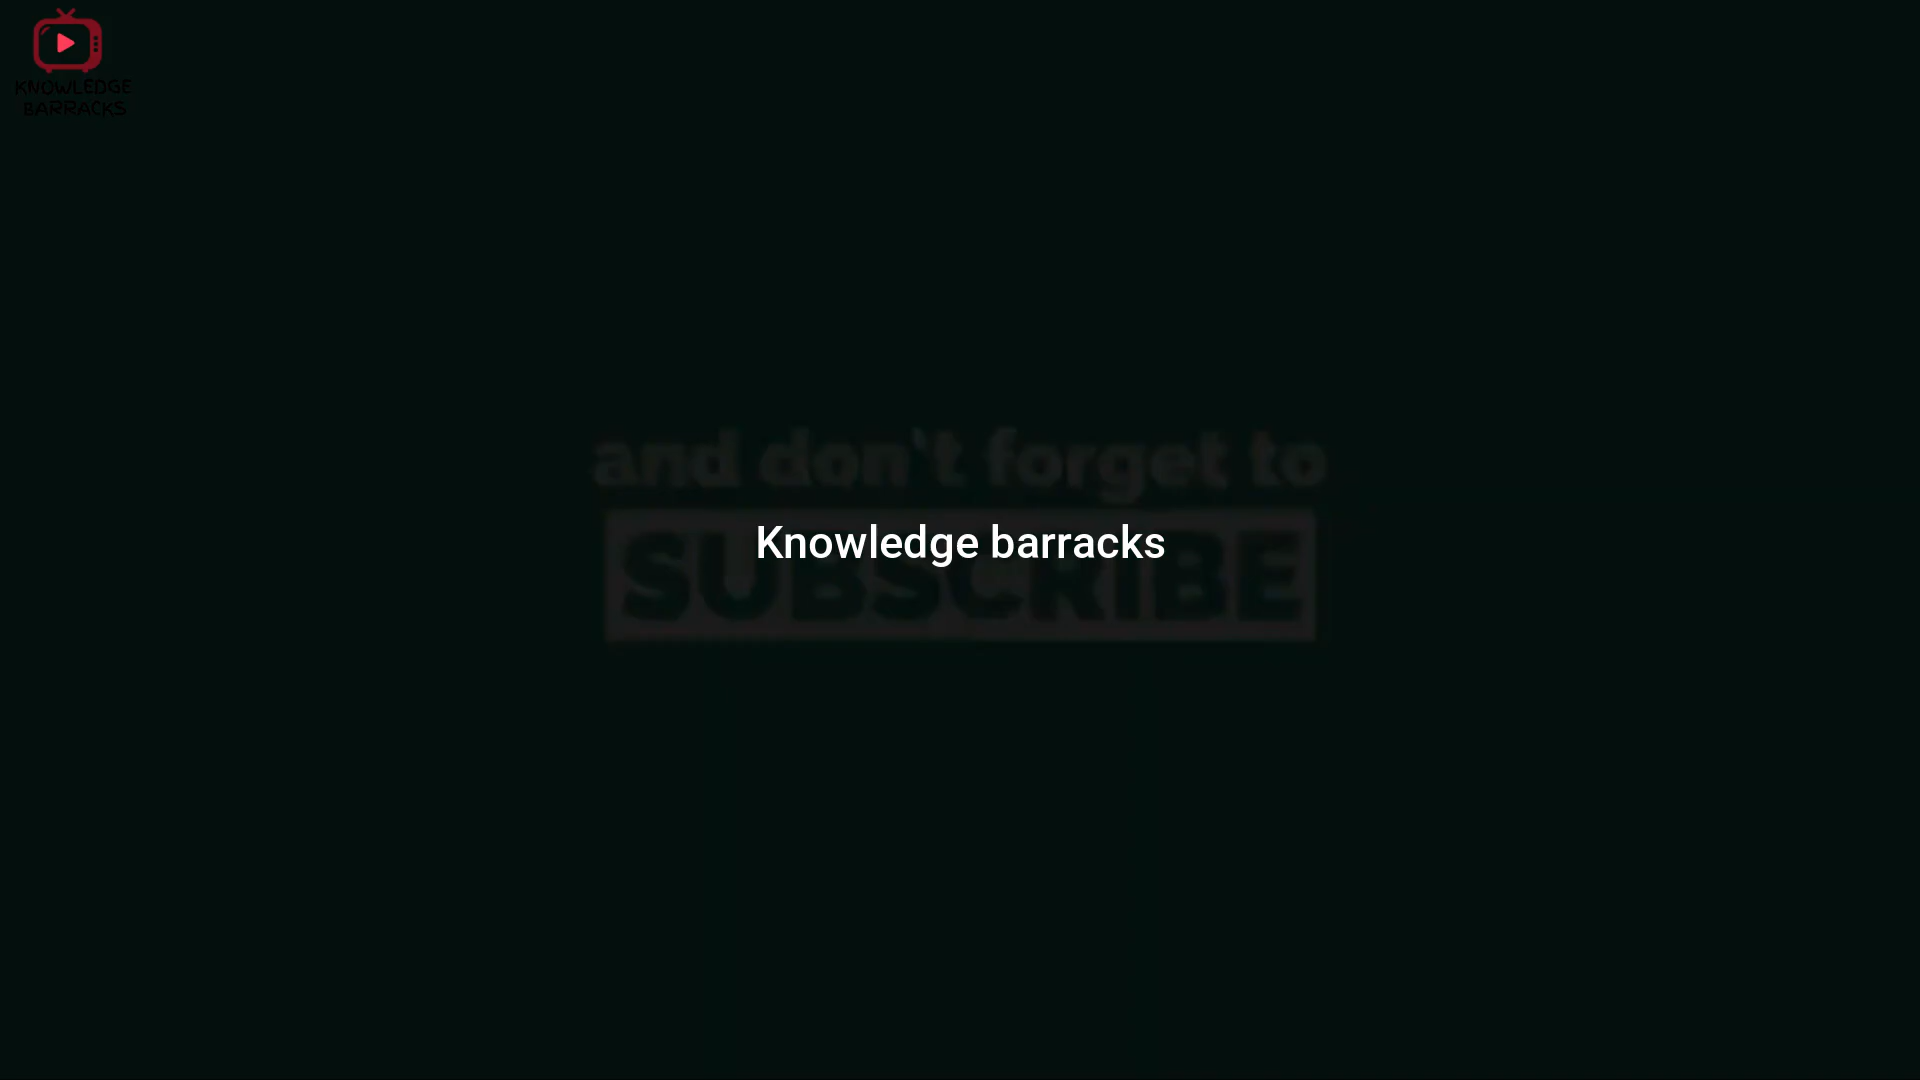 KNOWLEDGE
BARRACKS
and don't forget to
Knowledge barracks
SUBSCRIBE